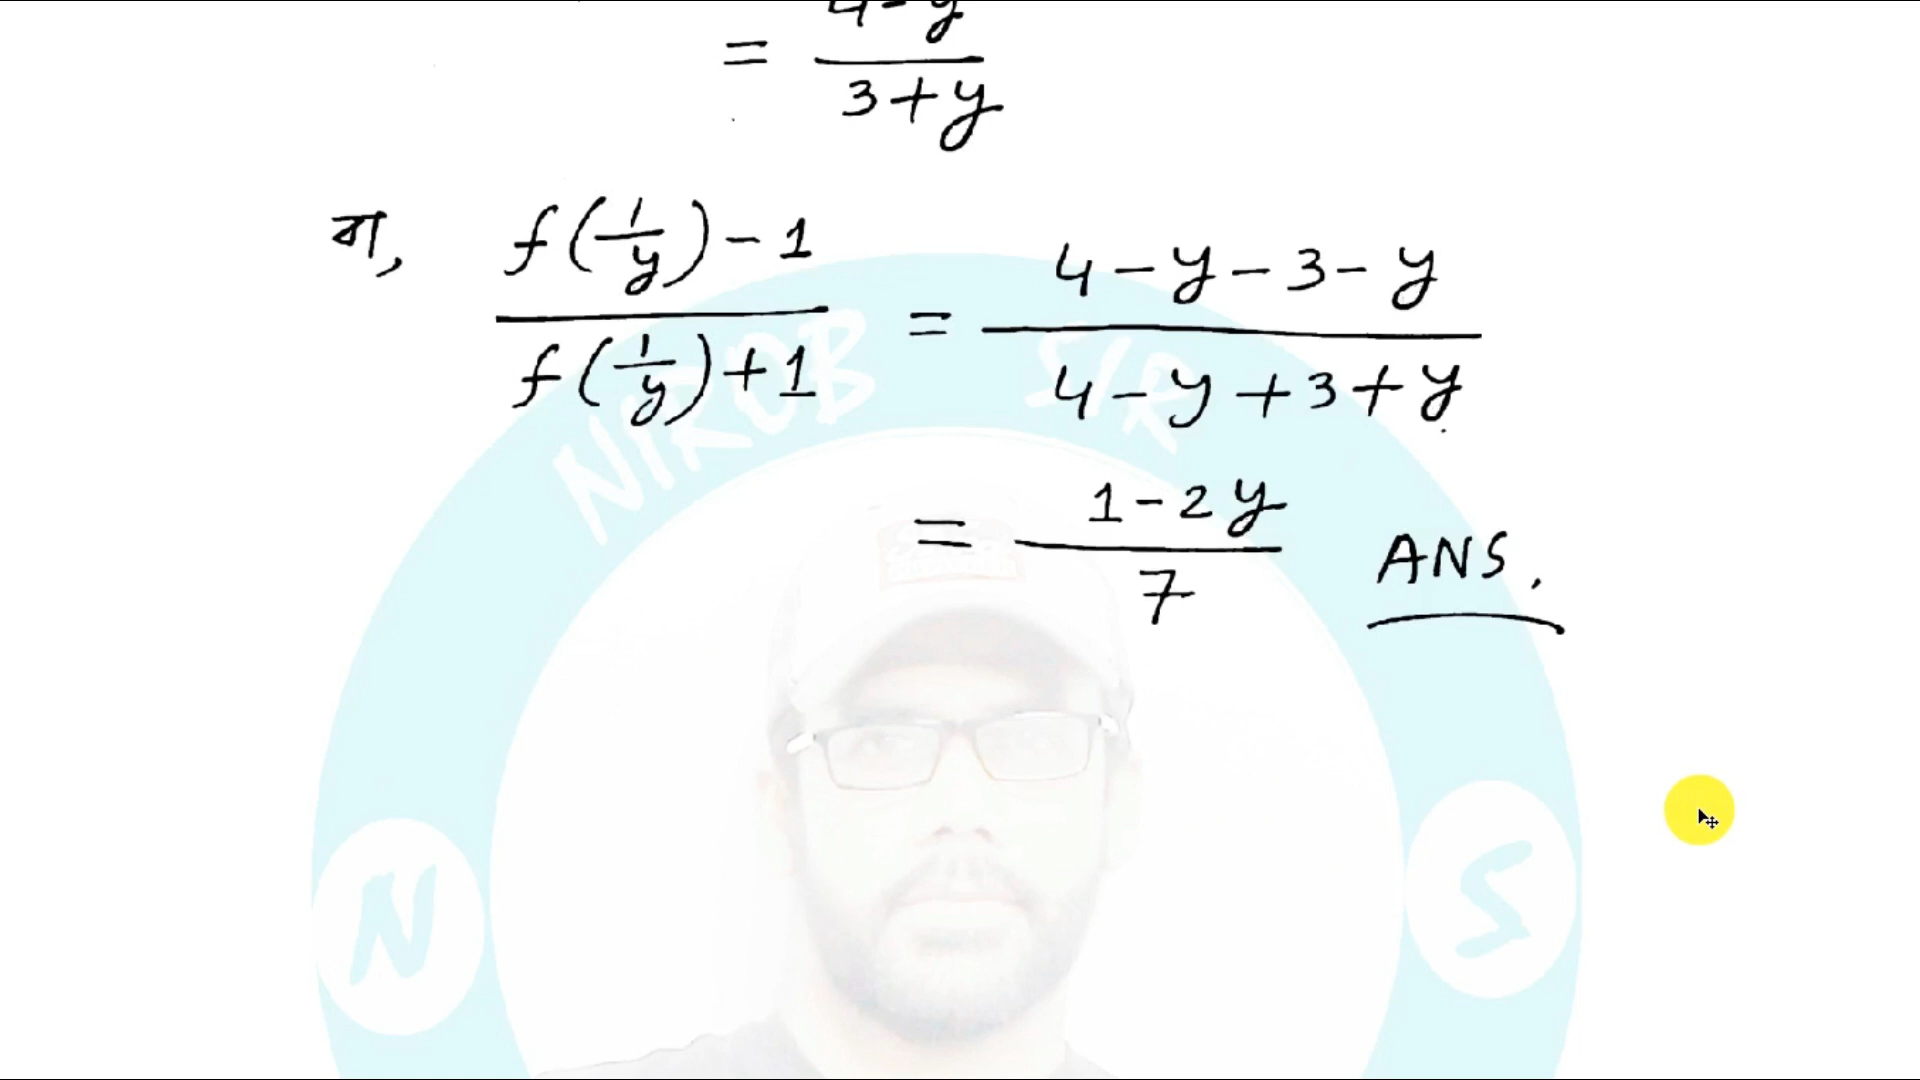 = 4-y / 3+y
বা, f(1/y) - 1 / f(1/y) + 1 = 4-y-3-y / 4-y+3+y
= 1-2y / 7 ANS.
NIROB SIR
N S